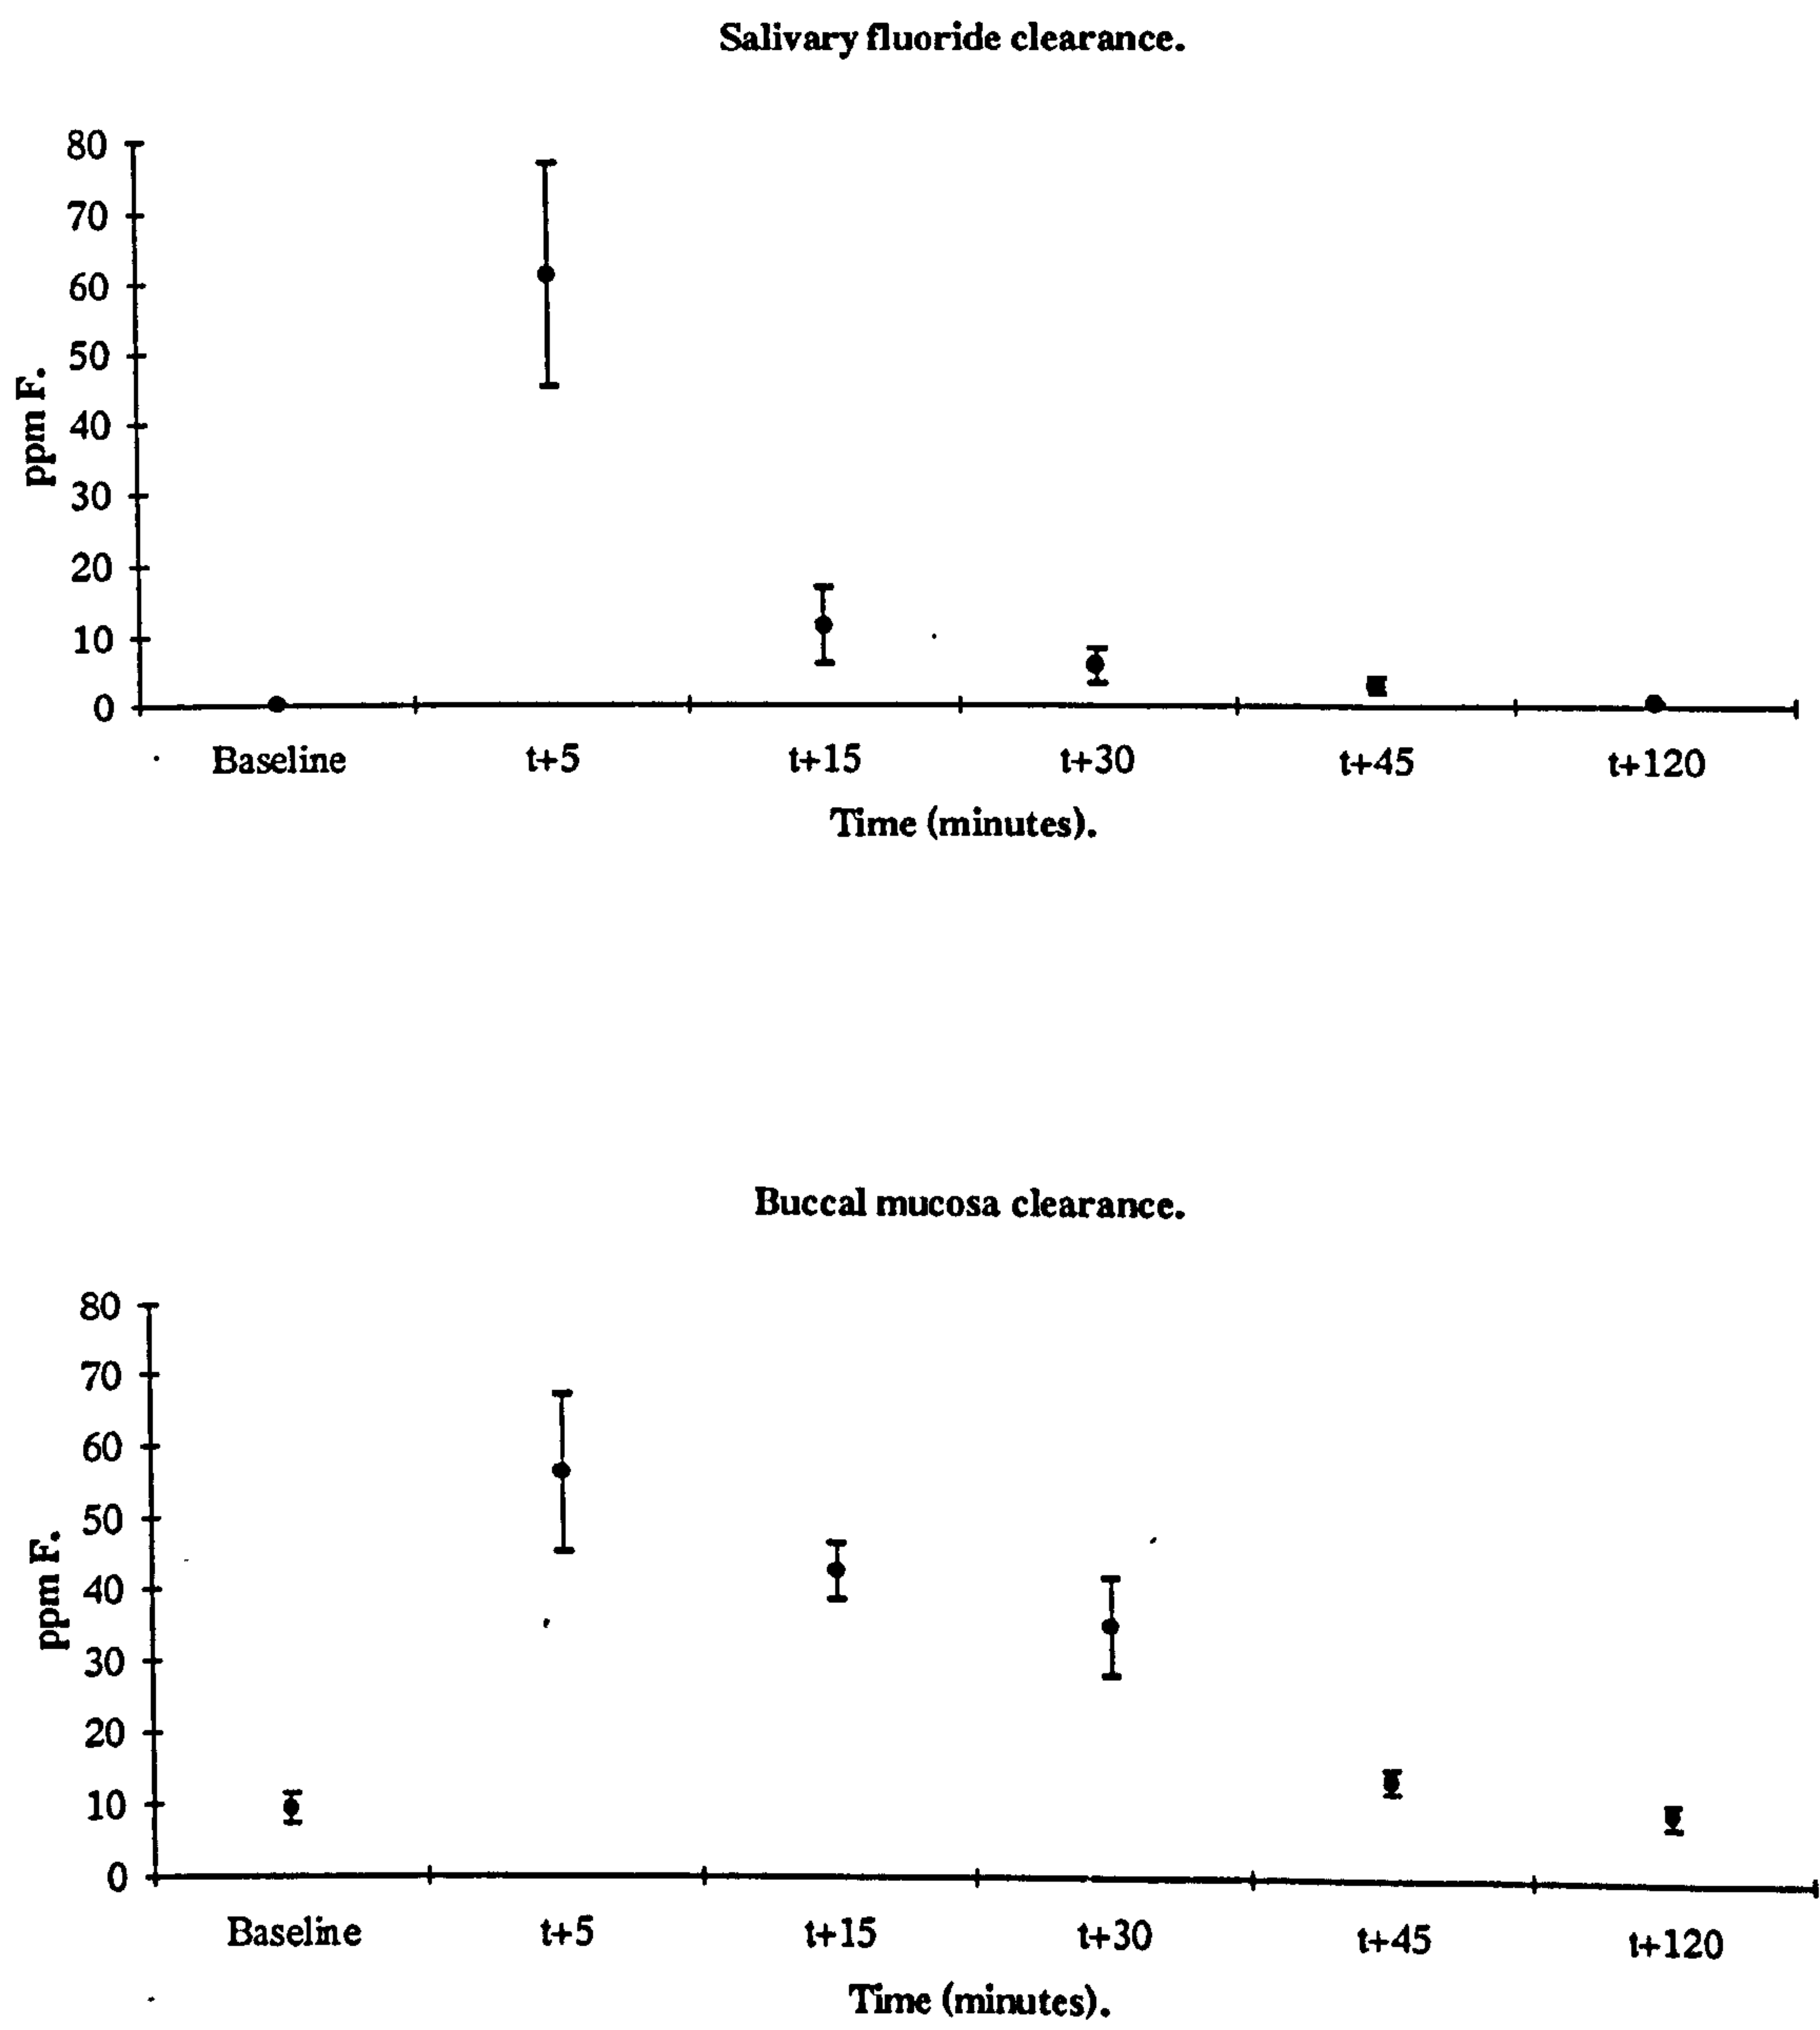 Salivary fluoride clearance.
80
70
60
50
40
30
20
10
0
ppm F.
Baseline t+5 t+15 t+30 t+45 t+120
Time (minutes).
Buccal mucosa clearance.
80
70
60
50
40
30
20
10
0
ppm F.
Baseline t+5 t+15 t+30 t+45 t+120
Time (minutes).